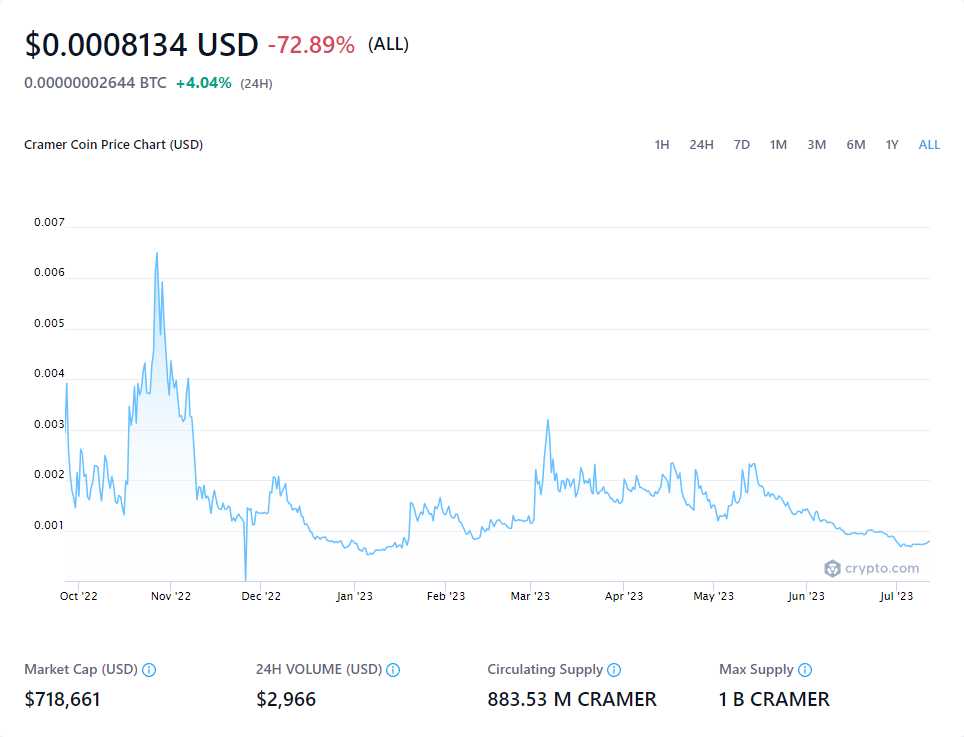 $0.0008134 USD -72.89% (ALL)
0.00000002644 BTC +4.04% (24H)
Cramer Coin Price Chart (USD) 1H 24H 7D 1M 3M 6M 1Y ALL
0.007
0.006
0.005
0.004
0.003
0.002
0.001
crypto.com
Oct '22 Nov '22 Dec '22 Jan '23 Feb '23 Mar '23 Apr '23 May '23 Jun '23 Jul '23
Market Cap (USD) 24H VOLUME (USD) Circulating Supply Max Supply
$718,661 $2,966 883.53 M CRAMER 1 B CRAMER